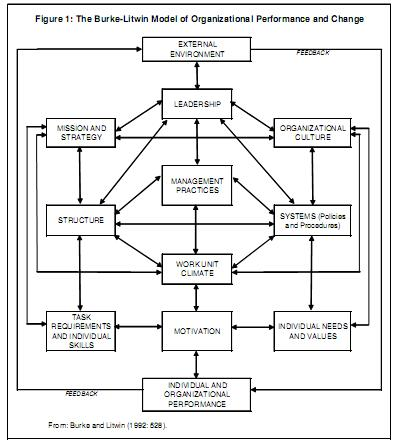 Figure 1: The Burke-Litwin Model of Organizational Performance and Change
EXTERNAL
ENVIRONMENT
FEEDBACK
LEADERSHIP
MISSION AND
STRATEGY
ORGANIZATIONAL
CULTURE
MANAGEMENT
PRACTICES
STRUCTURE
SYSTEMS (Policies
and Procedures)
WORK UNIT
CLIMATE
TASK
REQUIREMENTS
AND INDIVIDUAL
SKILLS
MOTIVATION
INDIVIDUAL NEEDS
AND VALUES
FEEDBACK
INDIVIDUAL AND
ORGANIZATIONAL
PERFORMANCE
From: Burke and Litwin (1992: 528).